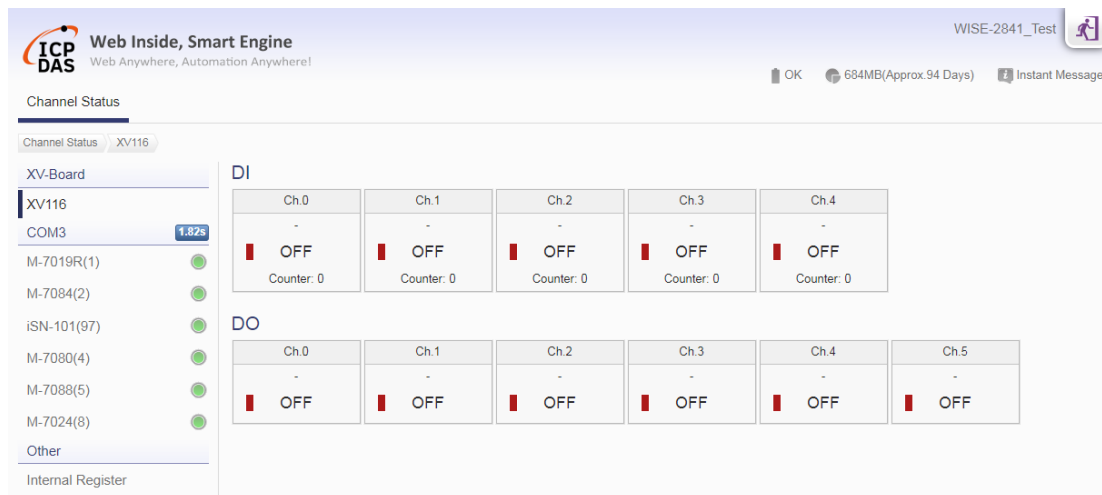 WISE-2841_Test
ICP
DAS
Web Inside, Smart Engine
Web Anywhere, Automation Anywhere!
OK 684MB(Approx.94 Days) Instant Message
Channel Status
Channel Status XV116
XV-Board
XV116
COM3 1.82s
M-7019R(1)
M-7084(2)
iSN-101(97)
M-7080(4)
M-7088(5)
M-7024(8)
Other
Internal Register
DI
Ch.0 Ch.1 Ch.2 Ch.3 Ch.4
- - - - -
OFF OFF OFF OFF OFF
Counter: 0 Counter: 0 Counter: 0 Counter: 0 Counter: 0
DO
Ch.0 Ch.1 Ch.2 Ch.3 Ch.4 Ch.5
- - - - - -
OFF OFF OFF OFF OFF OFF